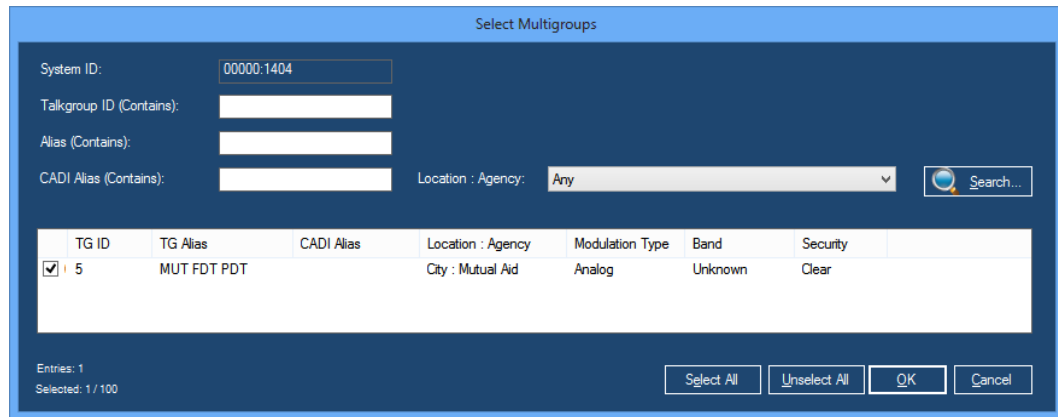 Select Multigroups
System ID: 00000:1404
Talkgroup ID (Contains):
Alias (Contains):
CADI Alias (Contains): Location : Agency: Any Search...
TG ID TG Alias CADI Alias Location : Agency Modulation Type Band Security
5 MUT FDT PDT City : Mutual Aid Analog Unknown Clear
Entries: 1
Selected: 1 / 100
Select All Unselect All OK Cancel